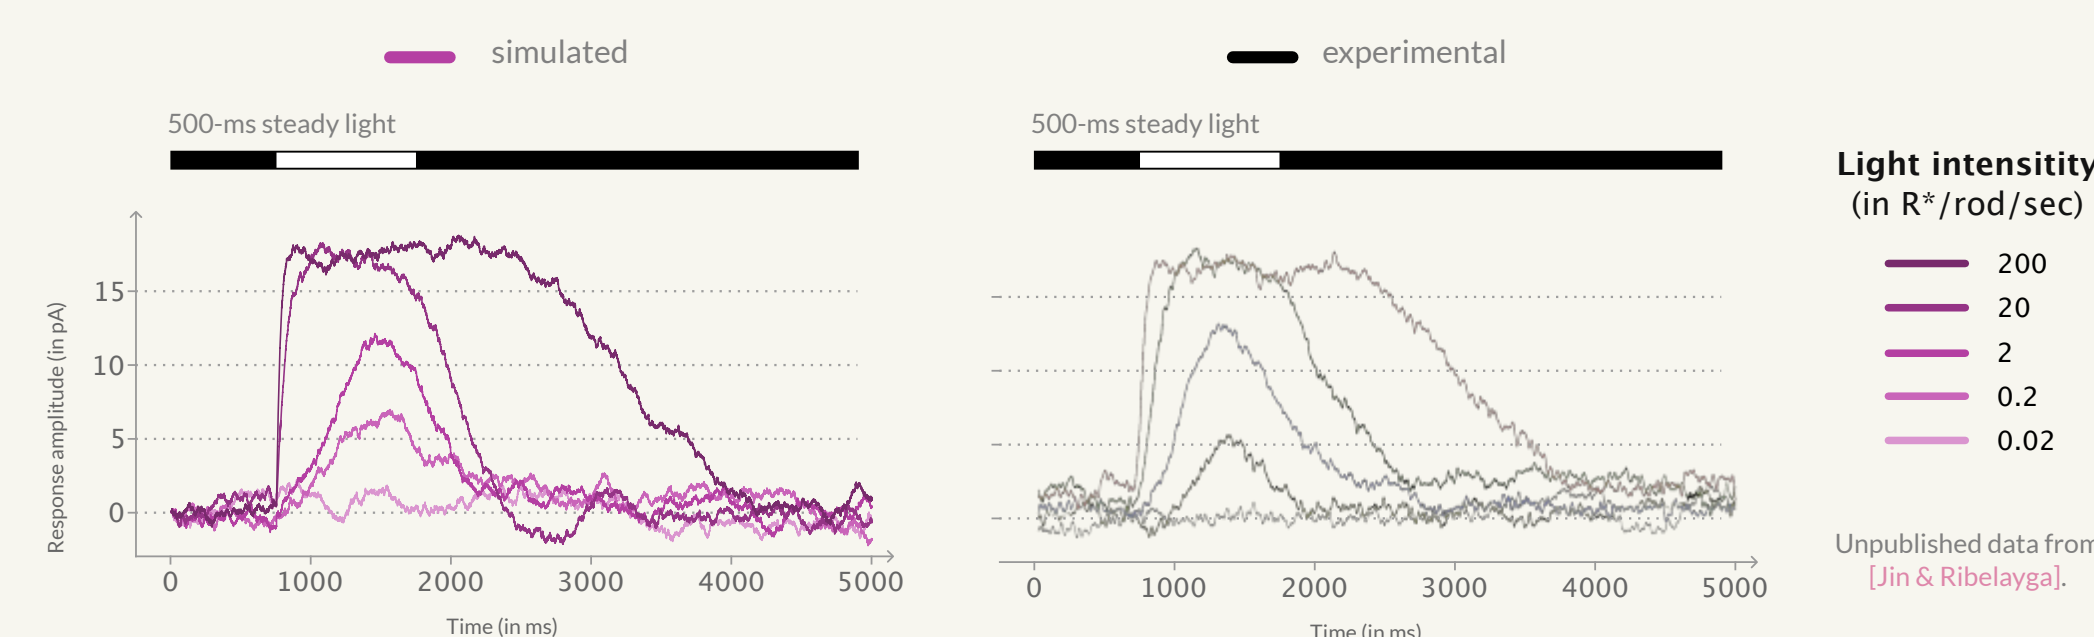 simulated
experimental
500-ms steady light
500-ms steady light
Light intensitity
(in R*/rod/sec)
200
20
2
0.2
0.02
Response amplitude (in pA)
15
10
5
0
0 1000 2000 3000 4000 5000
Time (in ms)
0 1000 2000 3000 4000 5000
Time (in ms)
Unpublished data from
[Jin & Ribelayga].